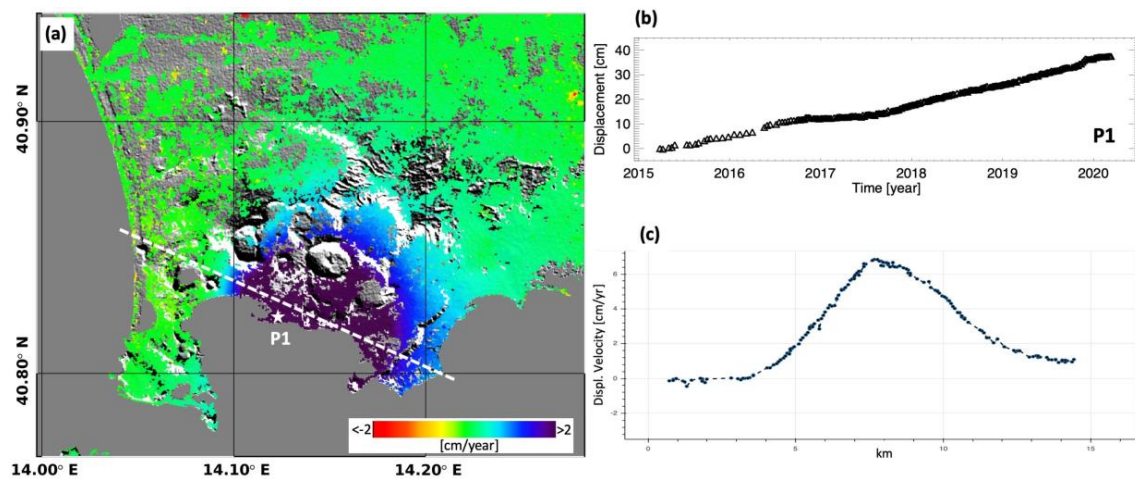 (a)
40.90° N
40.80° N
P1
<-2
>2
[cm/year]
14.00° E
14.10° E
14.20° E
(b)
Displacement [cm]
40
30
20
10
0
2015
2016
2017
2018
2019
2020
Time [year]
P1
(c)
Displ. Velocity [cm/yr]
6
4
2
0
-2
0
5
10
15
km